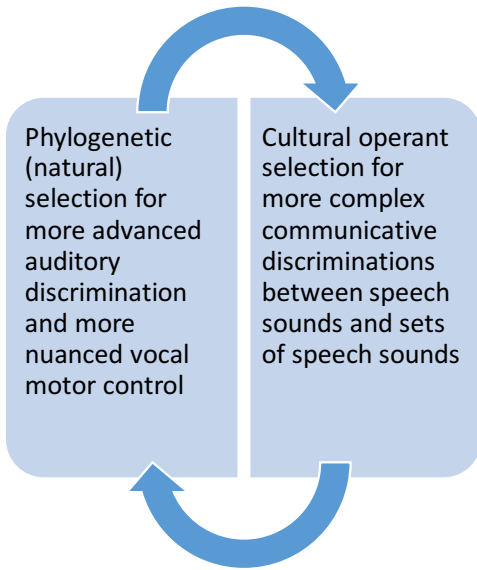 Phylogenetic
(natural)
selection for
more advanced
auditory
discrimination
and more
nuanced vocal
motor control
Cultural operant
selection for
more complex
communicative
discriminations
between speech
sounds and sets
of speech sounds